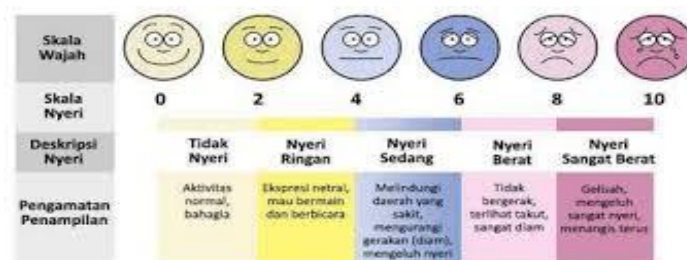 Skala
Wajah
Skala
Nyeri
0 2 4 6 8 10
Deskripsi
Nyeri
Tidak
Nyeri
Nyeri
Ringan
Nyeri
Sedang
Nyeri
Berat
Nyeri
Sangat Berat
Pengamatan
Penampilan
Aktivitas
normal,
bahagia
Ekspresi netral,
mau bermain
dan berbicara
Melindungi
daerah yang
sakit,
mengurangi
gerakan (diam),
mengeluh nyeri
Tidak
bergerak,
terlihat takut,
sangat diam
Gelisah,
mengeluh
sangat nyeri,
menangis terus